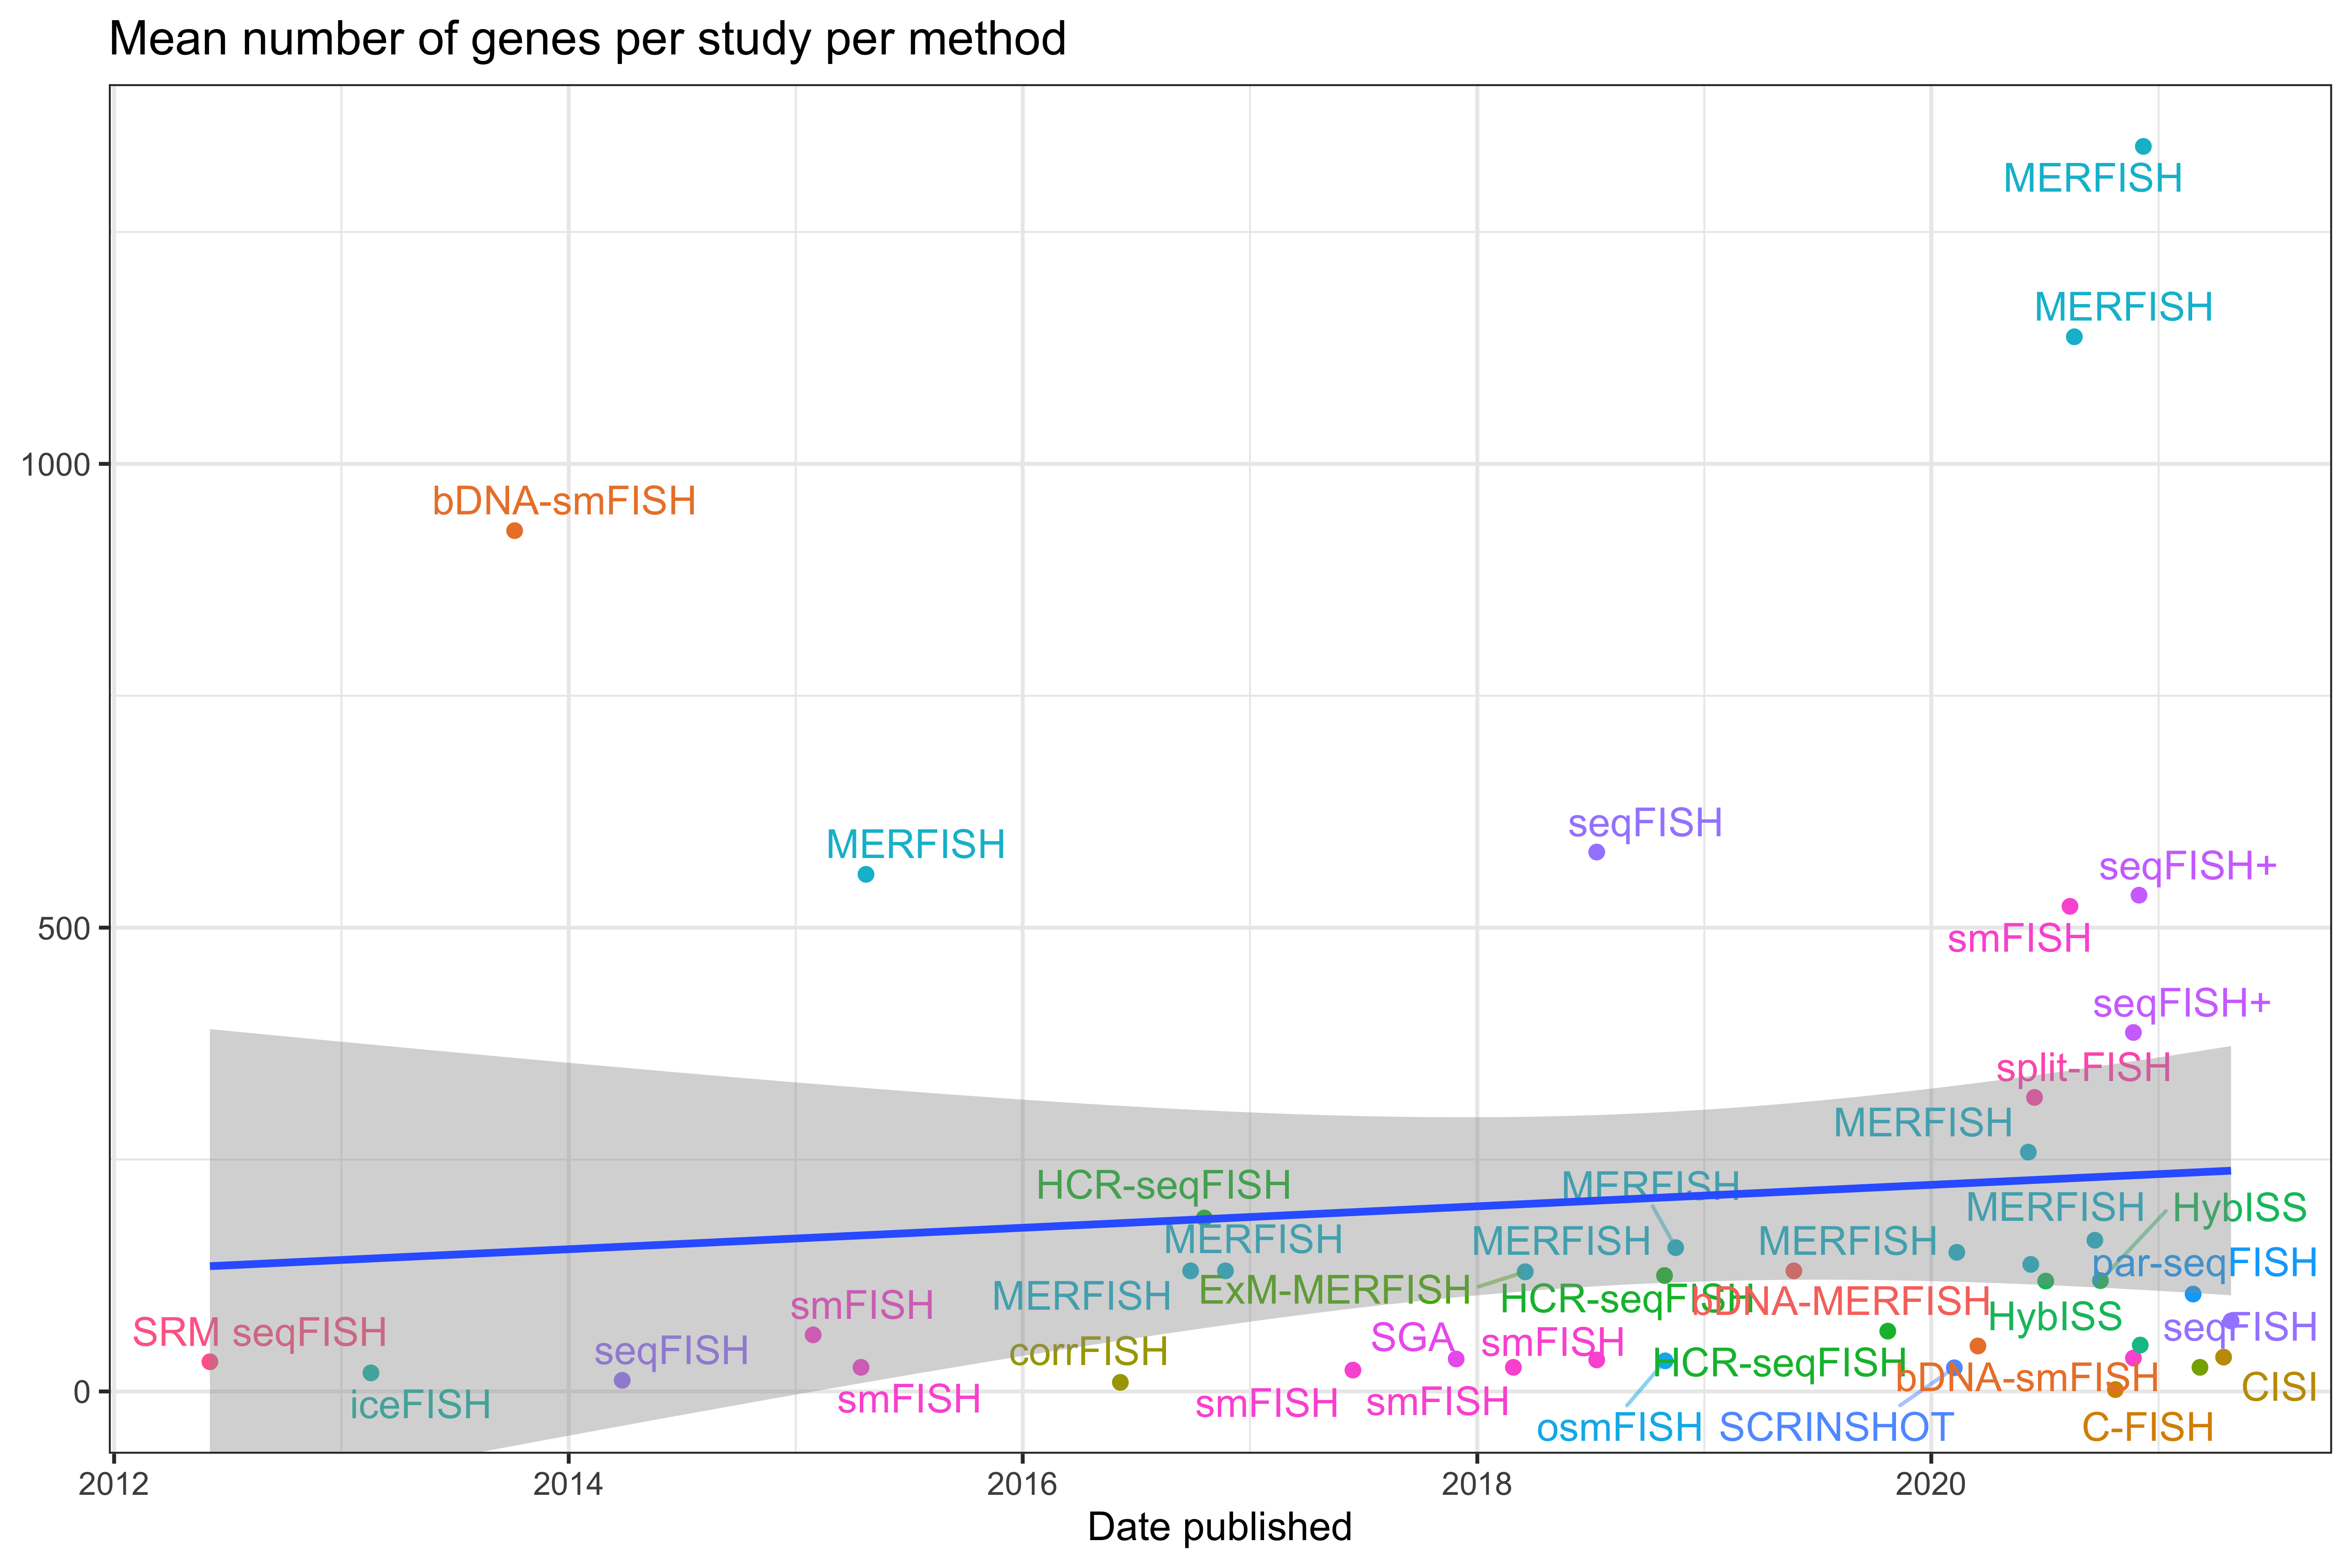 Mean number of genes per study per method
MERFISH
MERFISH
1000
bDNA-smFISH
seqFISH
MERFISH
seqFISH+
500
smFISH
seqFISH+
split-FISH
MERFISH
HCR-seqFISH
MERFISH
MERFISH
HybISS
MERFISH
MERFISH
MERFISH
par-seqFISH
ExM-MERFISH
MERFISH
HCR-seqFISH
bDNA-MERFISH
smFISH
HybISS
SRM seqFISH
seqFISH
SGA
smFISH
seqFISH
corrFISH
HCR-seqFISH
0
bDNA-smFISH
CISI
iceFISH
smFISH
smFISH
smFISH
osmFISH
SCRINSHOT
C-FISH
2012
2014
2016
2018
2020
Date published